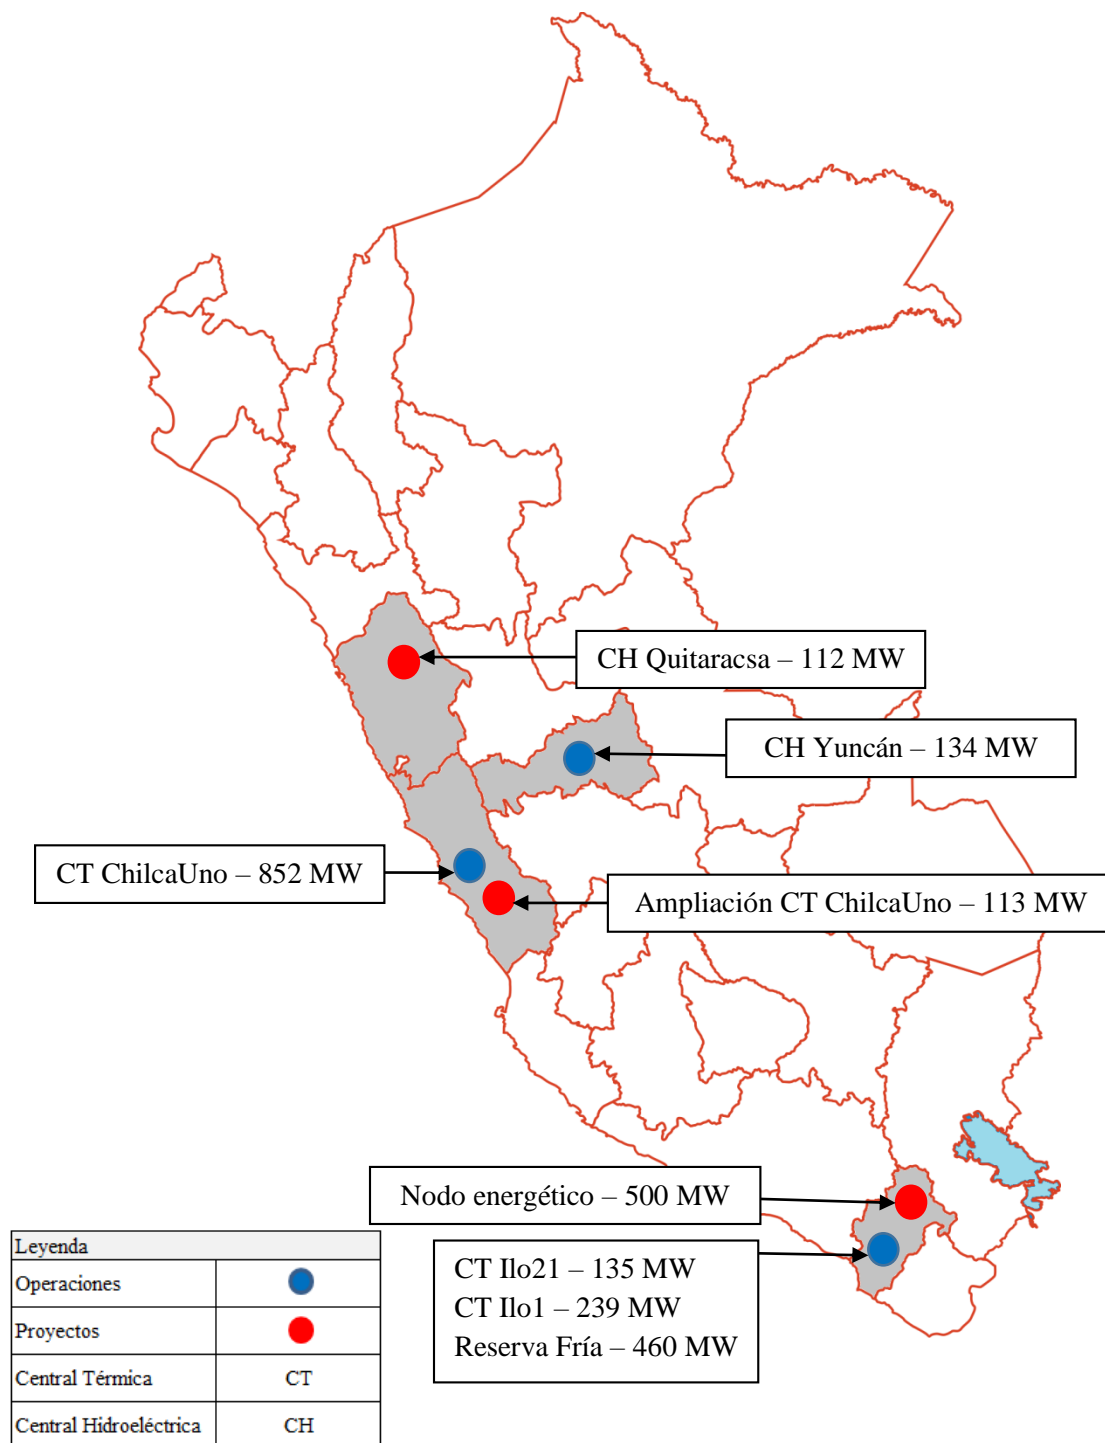 CH Quitaracsa – 112 MW
CH Yuncán – 134 MW
CT ChilcaUno – 852 MW
Ampliación CT ChilcaUno – 113 MW
Nodo energético – 500 MW
CT Ilo21 – 135 MW
CT Ilo1 – 239 MW
Reserva Fría – 460 MW
Leyenda
Operaciones
Proyectos
Central Térmica CT
Central Hidroeléctrica CH